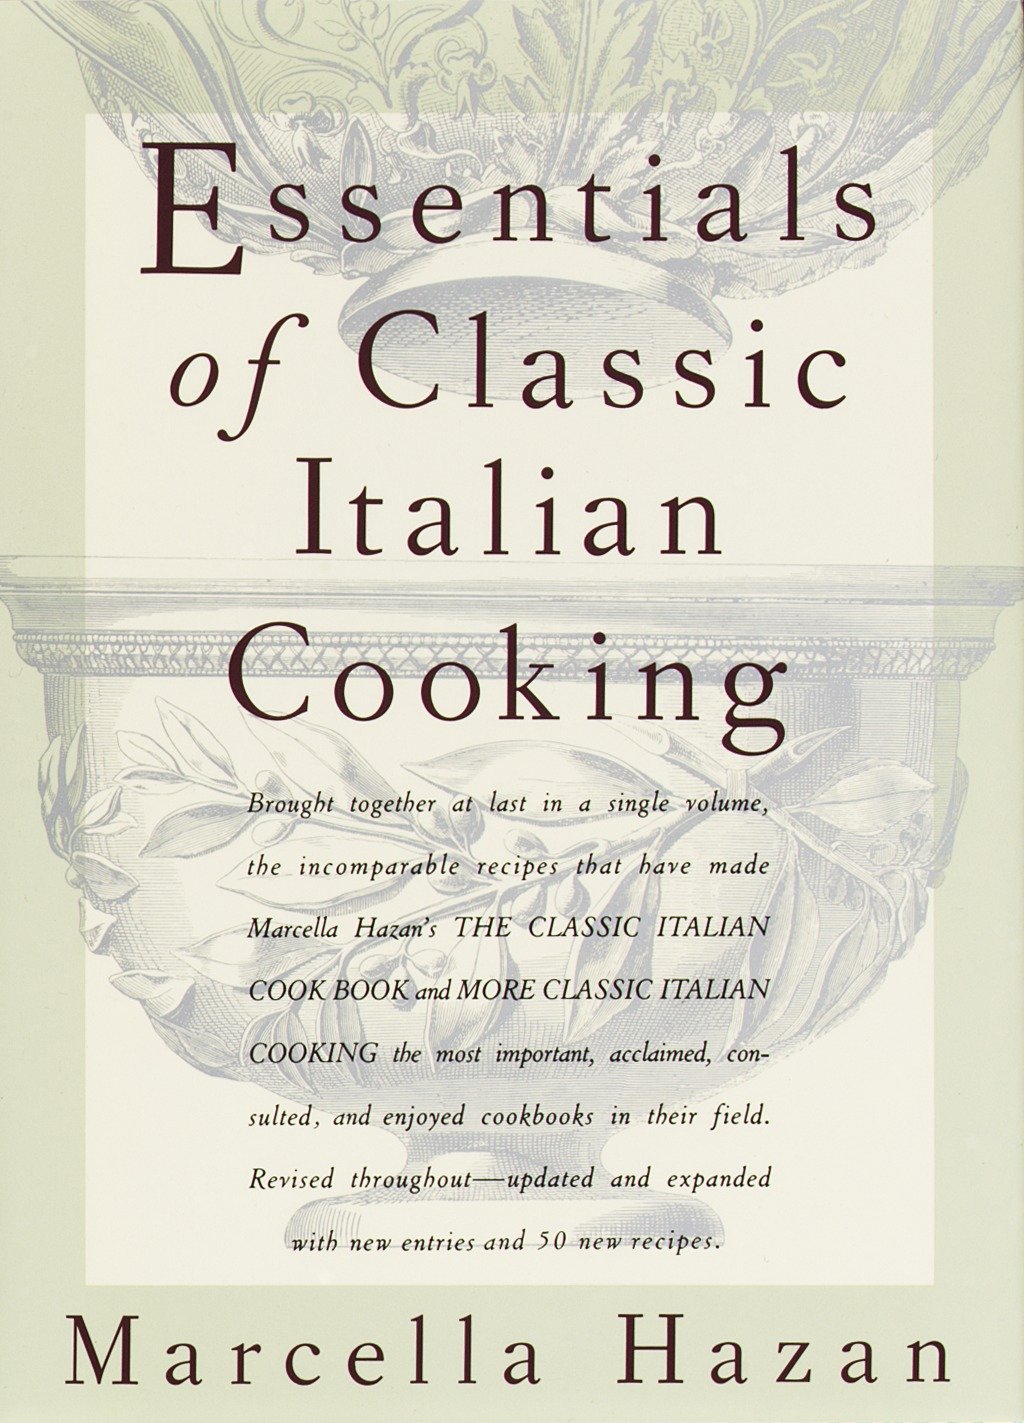 Essentials
of Classic
Italian
Cooking
Brought together at last in a single volume,
the incomparable recipes that have made
Marcella Hazan's THE CLASSIC ITALIAN
COOK BOOK and MORE CLASSIC ITALIAN
COOKING the most important, acclaimed, con-
sulted, and enjoyed cookbooks in their field.
Revised throughout—updated and expanded
with new entries and 50 new recipes.
Marcella Hazan